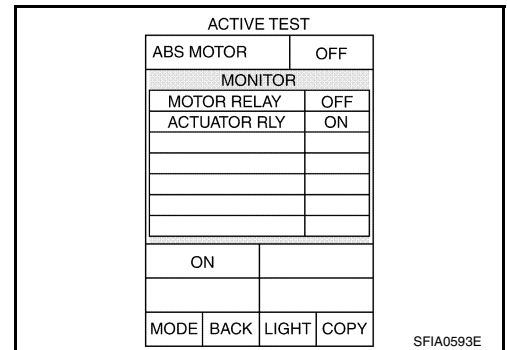 ACTIVE TEST
ABS MOTOR OFF
MONITOR
MOTOR RELAY OFF
ACTUATOR RLY ON
ON
MODE BACK LIGHT COPY
SFIA0593E